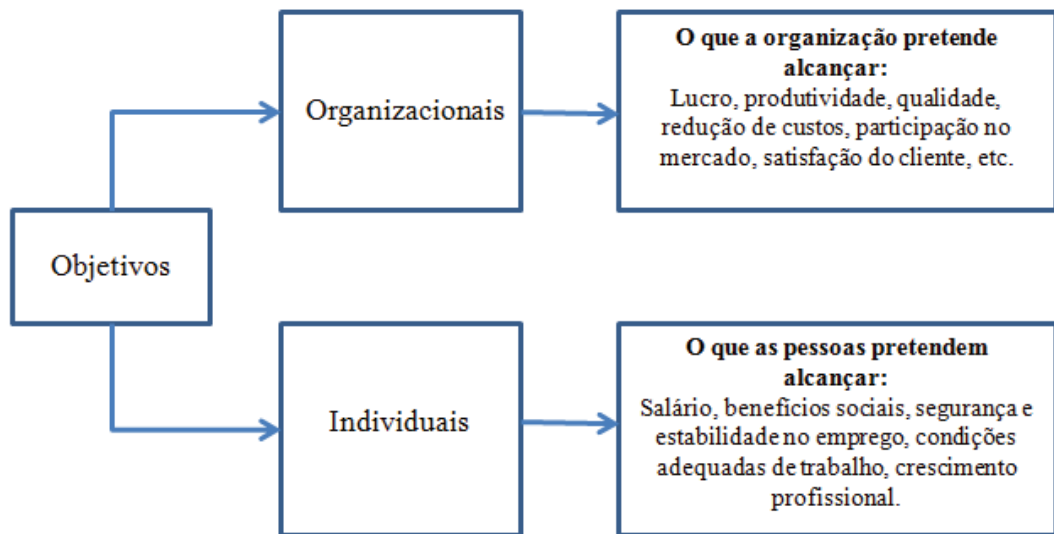 Objetivos
Organizacionais
O que a organização pretende
alcançar:
Lucro, produtividade, qualidade,
redução de custos, participação no
mercado, satisfação do cliente, etc.
Individuais
O que as pessoas pretendem
alcançar:
Salário, benefícios sociais, segurança e
estabilidade no emprego, condições
adequadas de trabalho, crescimento
profissional.